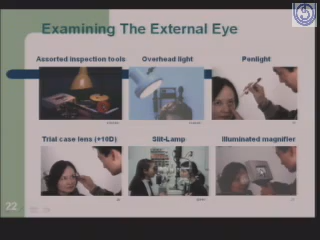 Examining The External Eye
Assorted inspection tools Overhead light Penlight
Trial case lens (+10D) Slit-Lamp Illuminated magnifier
22